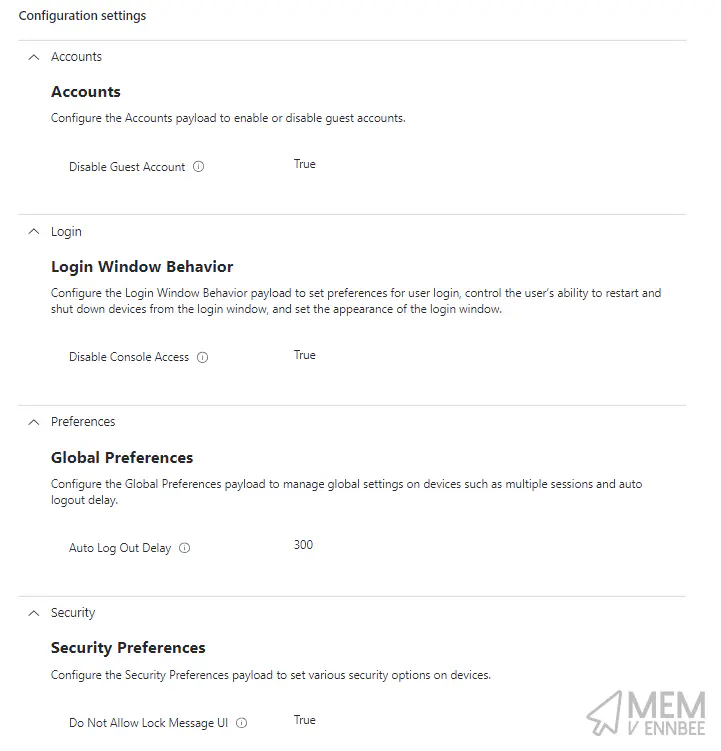 Configuration settings
Accounts
Accounts
Configure the Accounts payload to enable or disable guest accounts.
Disable Guest Account True
Login
Login Window Behavior
Configure the Login Window Behavior payload to set preferences for user login, control the user's ability to restart and
shut down devices from the login window, and set the appearance of the login window.
Disable Console Access True
Preferences
Global Preferences
Configure the Global Preferences payload to manage global settings on devices such as multiple sessions and auto
logout delay.
Auto Log Out Delay 300
Security
Security Preferences
Configure the Security Preferences payload to set various security options on devices.
Do Not Allow Lock Message UI True
MEM
V ENNBEE